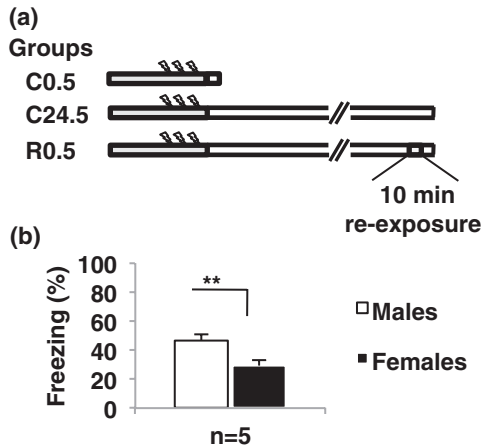 (a)
Groups
C0.5
C24.5
R0.5
10 min
re-exposure
(b)
Freezing (%)
100
80
60
40
20
0
**
n=5
Males
Females